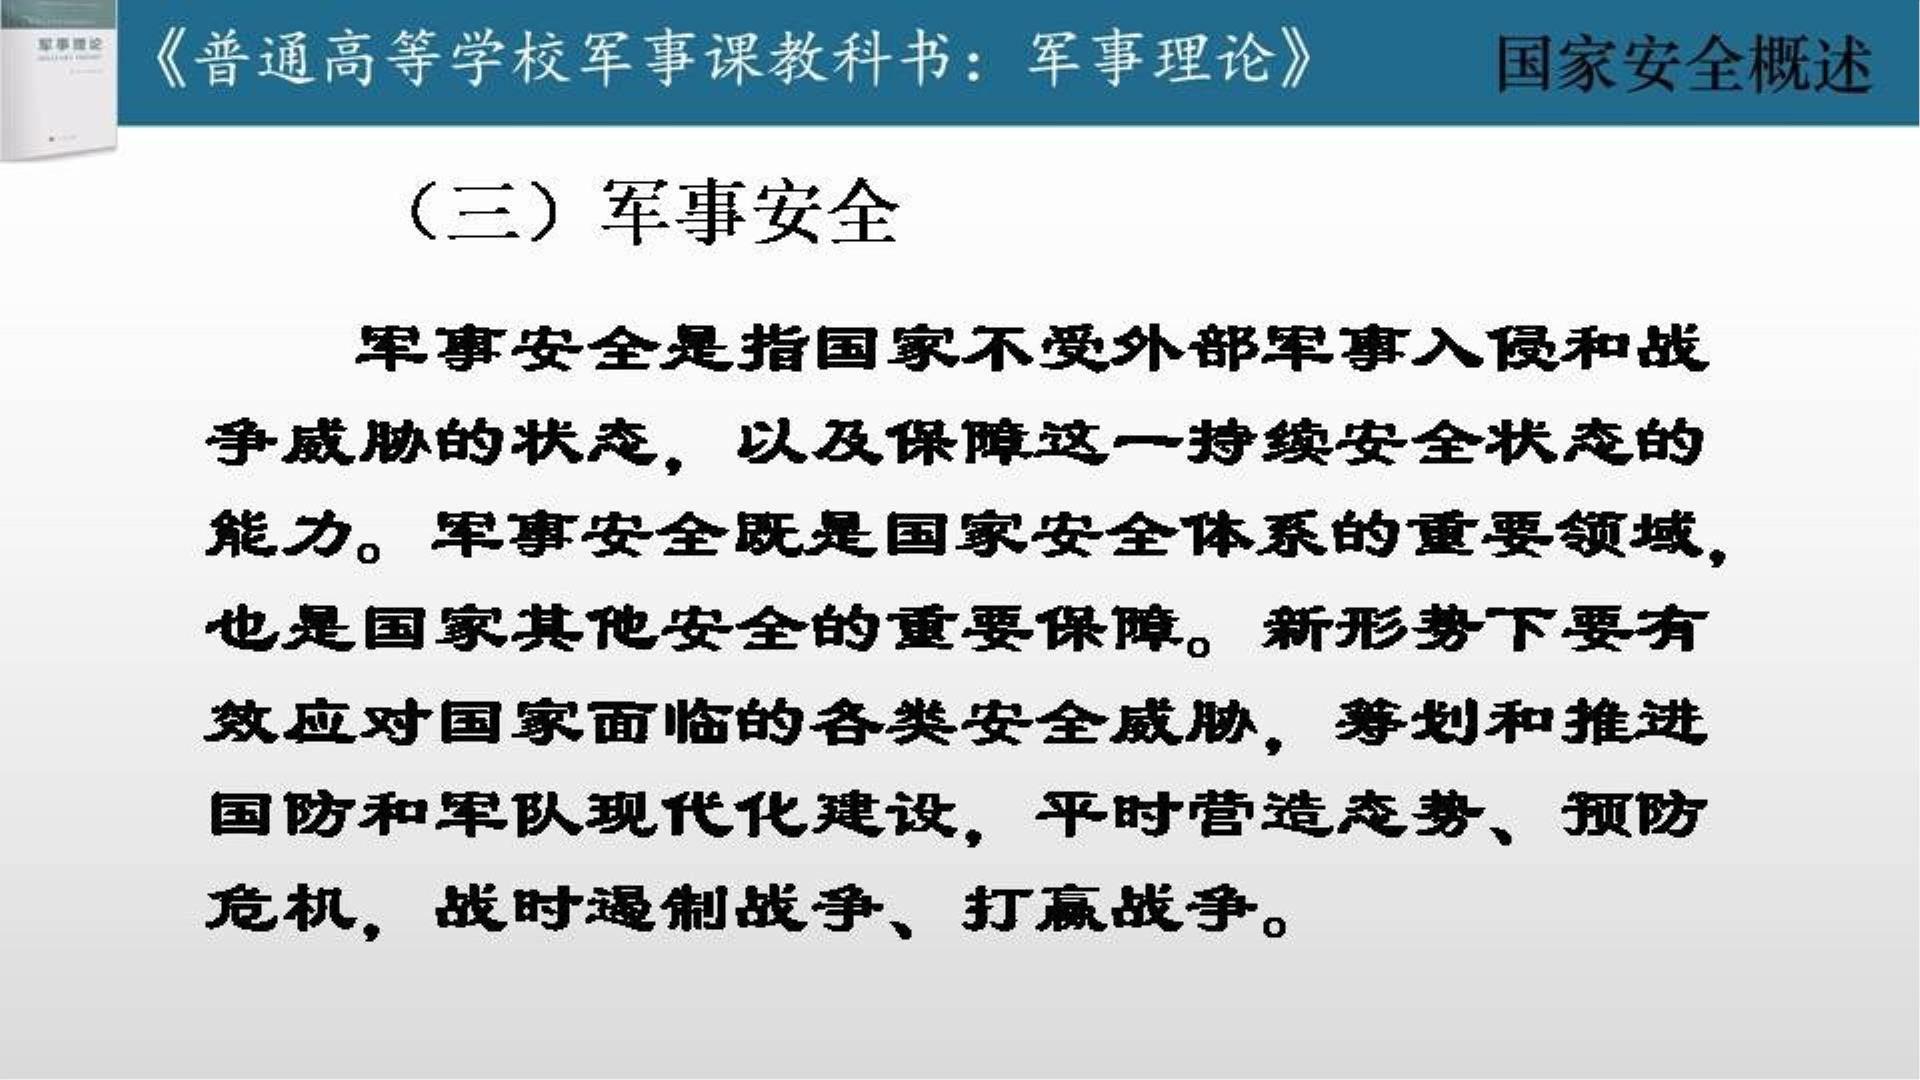 军事理论
《普通高等学校军事课教科书：军事理论》
国家安全概述
（三）军事安全
军事安全是指国家不受外部军事入侵和战
争威胁的状态，以及保障这一持续安全状态的
能力。军事安全既是国家安全体系的重要领域，
也是国家其他安全的重要保障。新形势下要有
效应对国家面临的各类安全威胁，筹划和推进
国防和军队现代化建设，平时营造态势、预防
危机，战时遏制战争、打赢战争。